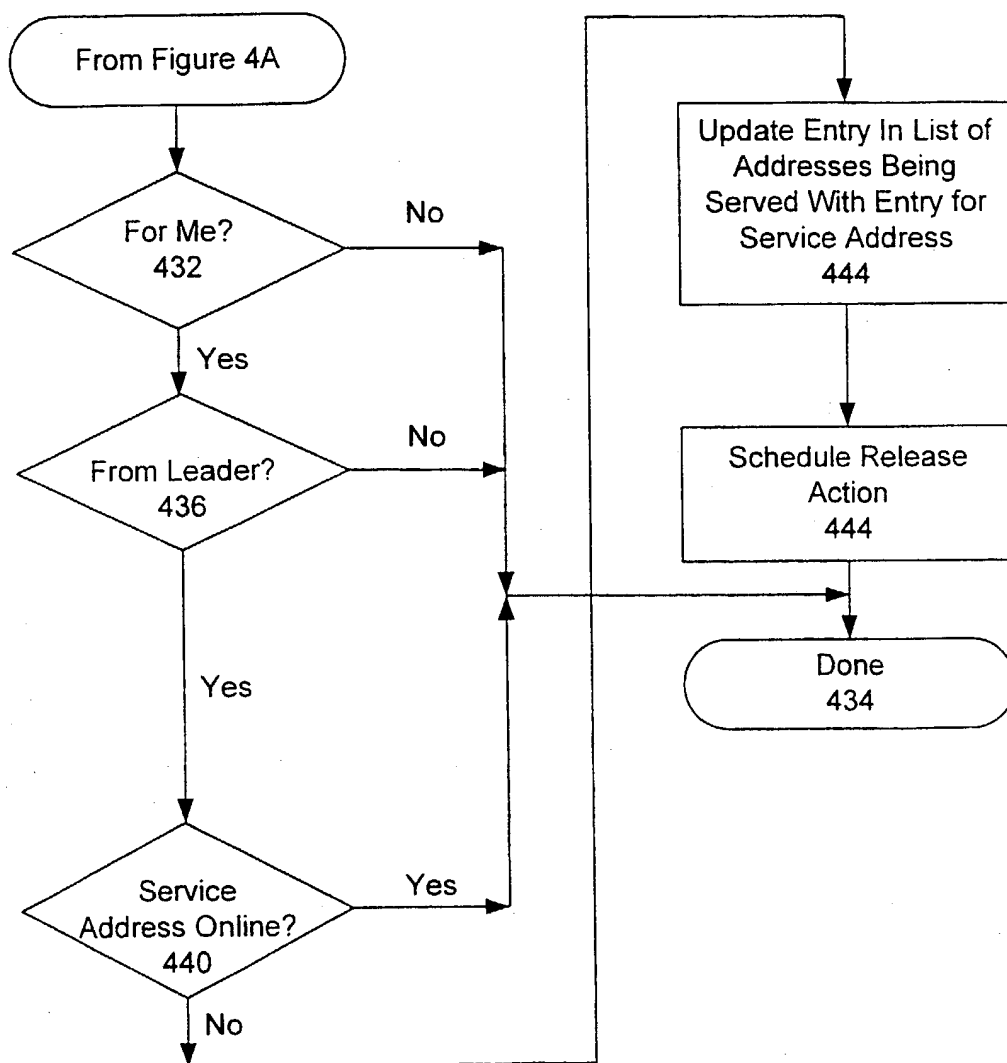 From Figure 4A
For Me?
432
No
Yes
From Leader?
436
No
Yes
Service
Address Online?
440
Yes
No
Update Entry In List of
Addresses Being
Served With Entry for
Service Address
444
Schedule Release
Action
444
Done
434